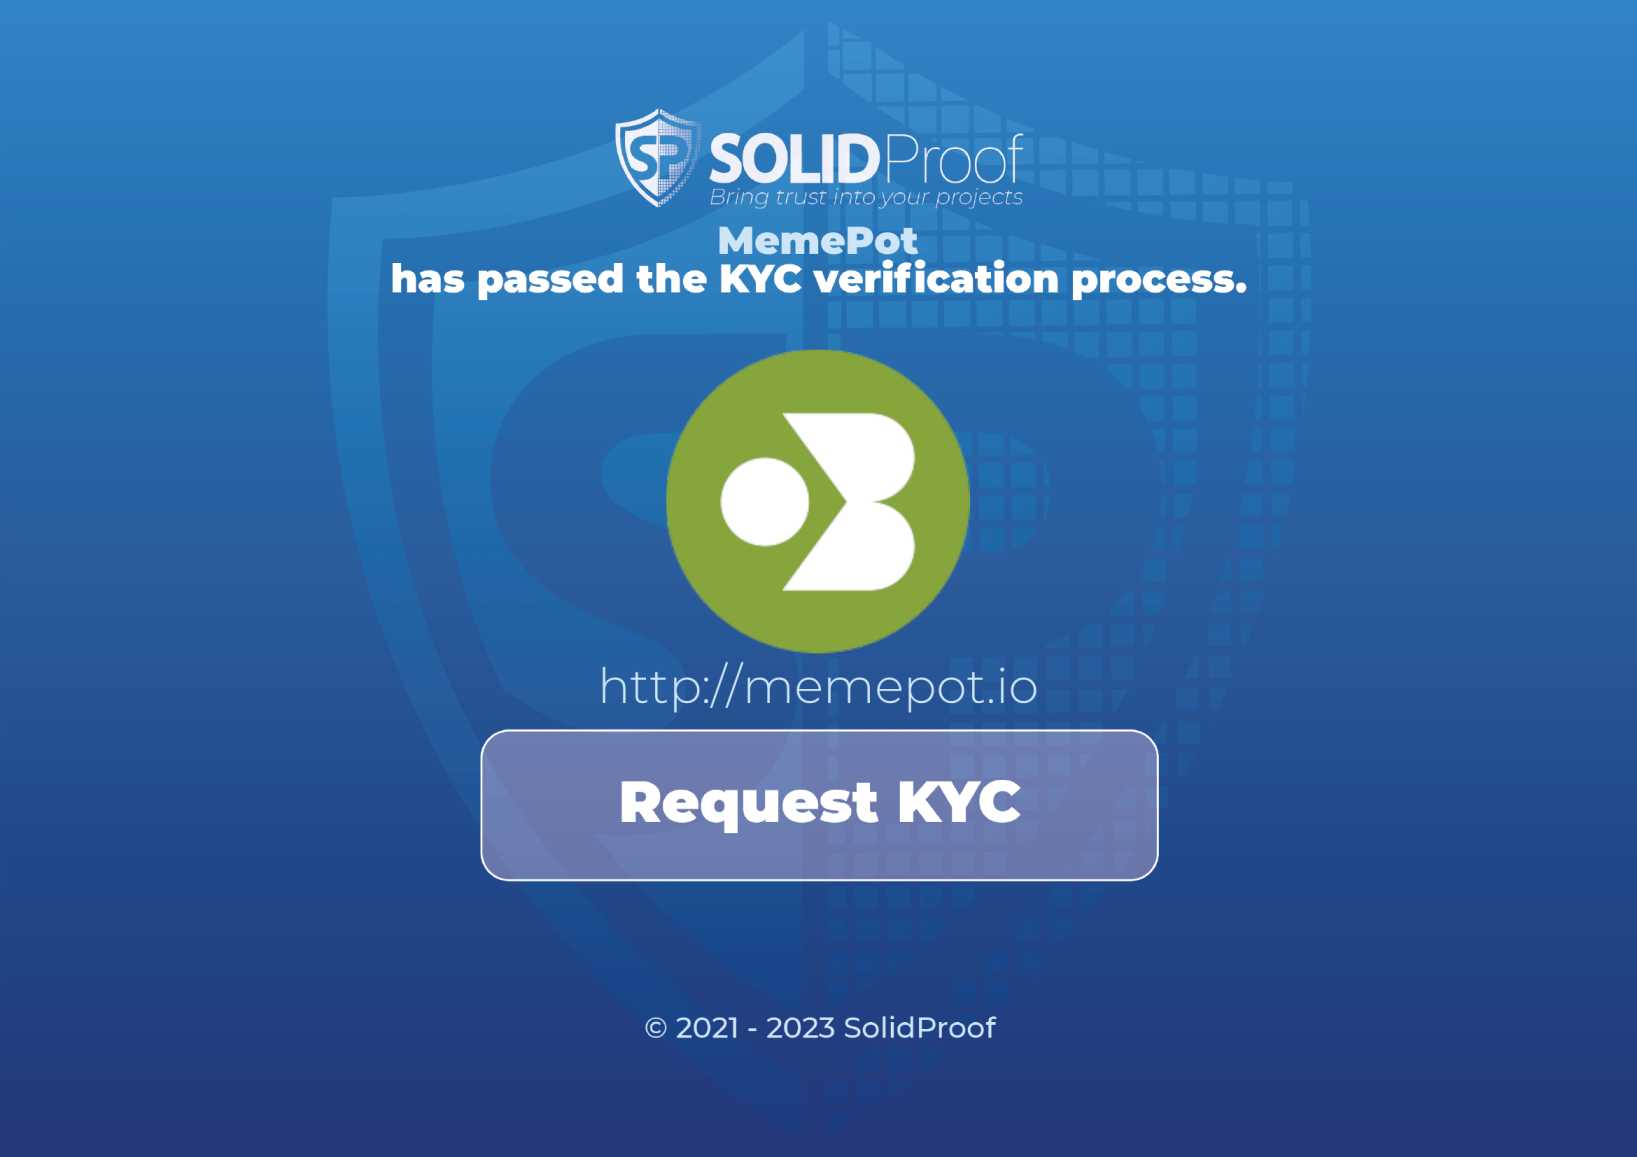 SP SOLIDProof
Bring trust into your projects
MemePot
has passed the KYC verification process.
http://memepot.io
Request KYC
© 2021 - 2023 SolidProof